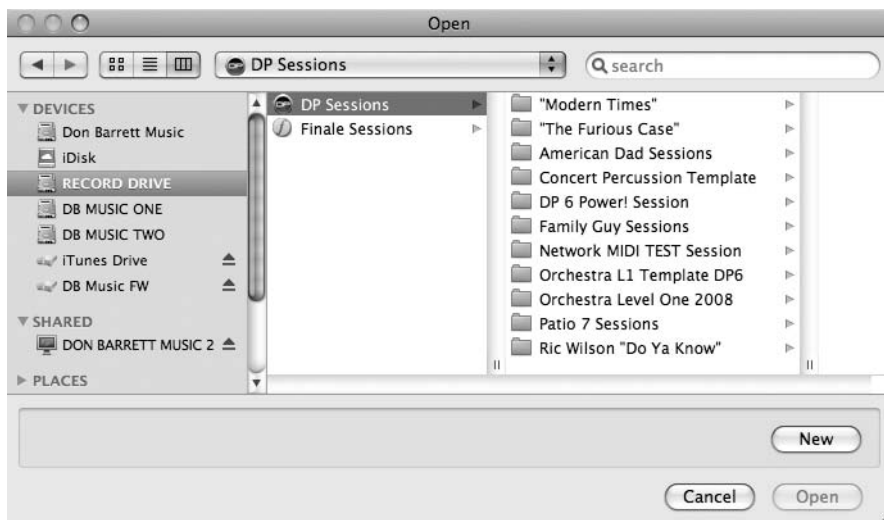 Open
DP Sessions
search
DEVICES
Don Barrett Music
iDisk
RECORD DRIVE
DB MUSIC ONE
DB MUSIC TWO
iTunes Drive
DB Music FW
SHARED
DON BARRETT MUSIC 2
PLACES
DP Sessions
Finale Sessions
"Modern Times"
"The Furious Case"
American Dad Sessions
Concert Percussion Template
DP 6 Power! Session
Family Guy Sessions
Network MIDI TEST Session
Orchestra L1 Template DP6
Orchestra Level One 2008
Patio 7 Sessions
Ric Wilson "Do Ya Know"
New
Cancel
Open